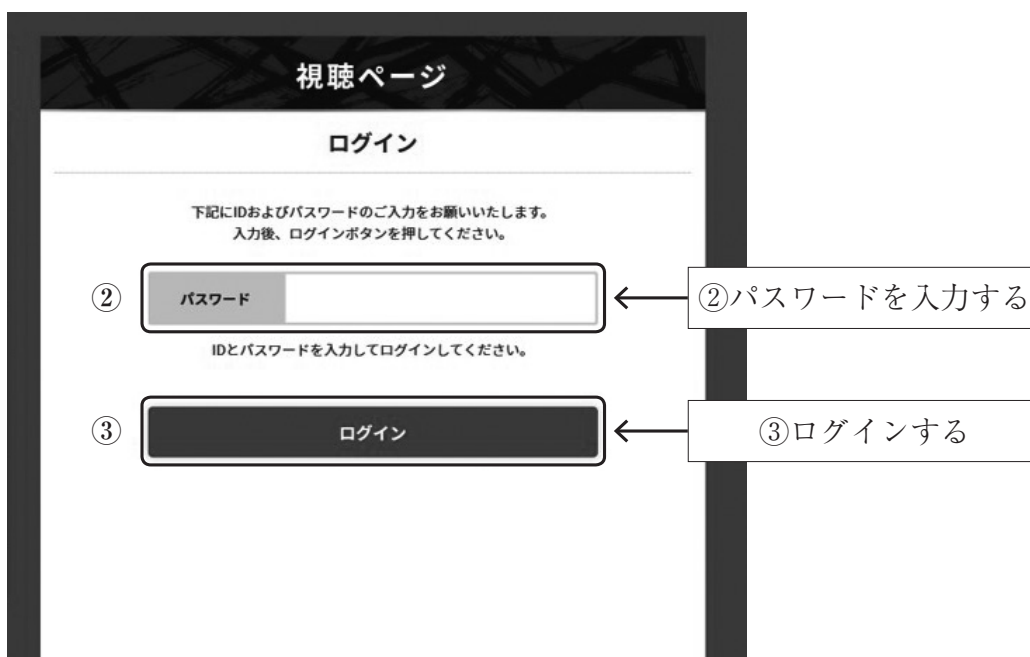 視聴ページ
ログイン
下記にIDおよびパスワードのご入力をお願いいたします。
入力後、ログインボタンを押してください。
② パスワード ②パスワードを入力する
IDとパスワードを入力してログインしてください。
③ ログイン ③ログインする